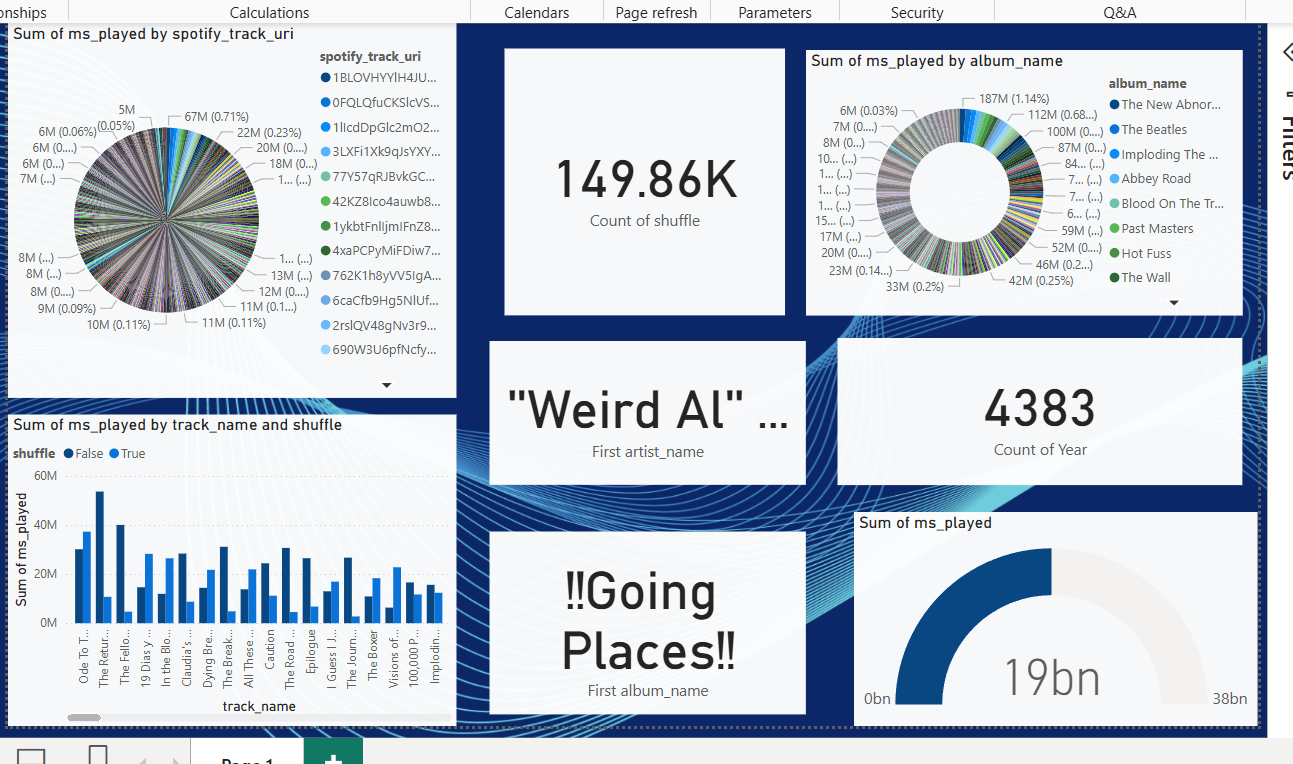 onships
Calculations
Calendars
Page refresh
Parameters
Security
Q&A
Sum of ms_played by spotify_track_uri
spotify_track_uri
1BLOVHYYlH4JU...
0FQLQfuCKSlcVS...
1lIcdDpGlc2mO2...
3LXFi1Xk9qJsYXY...
77Y57qRJBvkGC...
42KZ8Ico4auwb8...
1ykbtFnlIjmIFnZ8...
4xaPCPyMiFDiw7...
762K1h8yVV5IgA...
6caCfb9Hg5NlUf...
2rslQV48gNv3r9...
690W3U6pfNcfy...
5M
(0.05%)
6M (0.06%)
6M (0....)
6M (0...)
7M (...)
8M (...)
8M (...)
8M (0....)
9M (0.09%)
10M (0.11%)
67M (0.71%)
22M (0.23%)
20M (0....)
18M (0...)
1... (...)
1... (...)
13M (...)
12M (0....)
11M (0.1...)
11M (0.11%)
149.86K
Count of shuffle
Sum of ms_played by album_name
album_name
The New Abnor...
The Beatles
Imploding The ...
Abbey Road
Blood On The Tr...
Past Masters
Hot Fuss
The Wall
6M (0.03%)
7M (0...)
8M (0...)
10... (...)
1... (...)
1... (...)
1... (...)
15... (...)
17M (...)
20M (0...)
23M (0.14...)
33M (0.2%)
187M (1.14%)
112M (0.68...)
100M (0....)
87M (0...)
84... (...)
7... (...)
7... (...)
6... (...)
59M (...)
52M (0...)
46M (0.2...)
42M (0.25%)
"Weird Al" ...
First artist_name
4383
Count of Year
Sum of ms_played by track_name and shuffle
shuffle
False
True
Sum of ms_played
60M
40M
20M
0M
Ode To T...
The Retur...
The Fello...
19 Dias y ...
In the Blo...
Claudia's ...
Dying Bre...
The Break...
All These ...
Caution
The Road ...
Epilogue
I Guess I J...
The Journ...
The Boxer
Visions of...
100,000 P...
Implodin...
track_name
!!Going
Places!!
First album_name
Sum of ms_played
19bn
0bn
38bn
Filters
Page 1